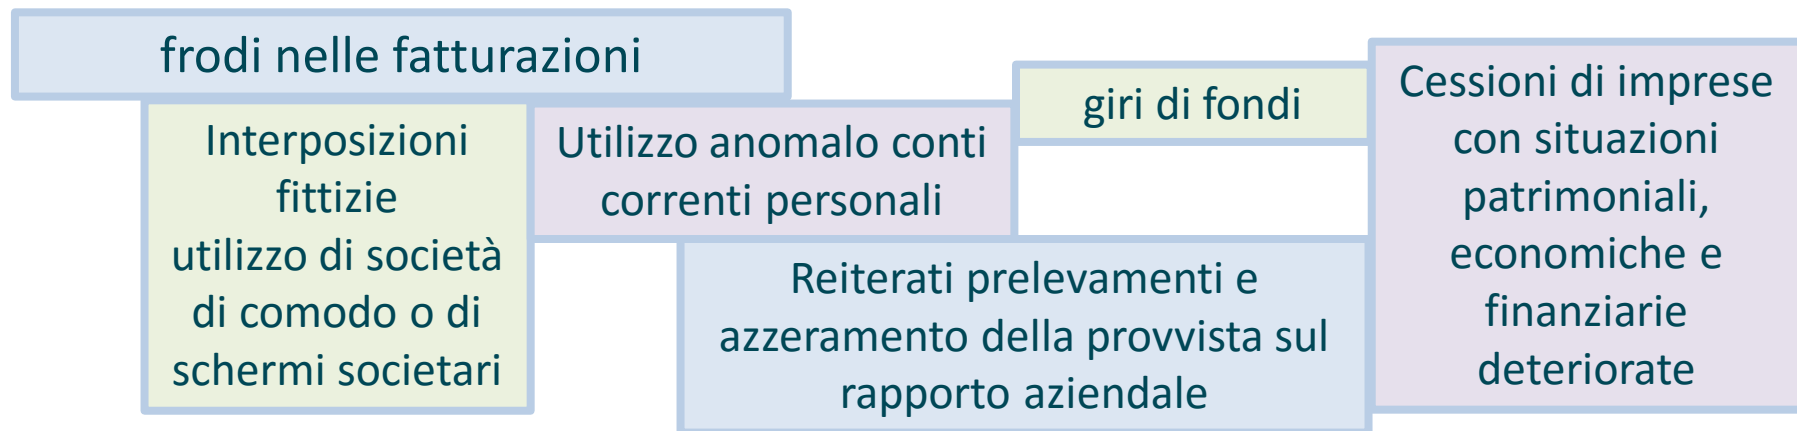 frodi nelle fatturazioni
Interposizioni
fittizie
utilizzo di società
di comodo o di
schermi societari
Utilizzo anomalo conti
correnti personali
giri di fondi
Reiterati prelevamenti e
azzeramento della provvista sul
rapporto aziendale
Cessioni di imprese
con situazioni
patrimoniali,
economiche e
finanziarie
deteriorate